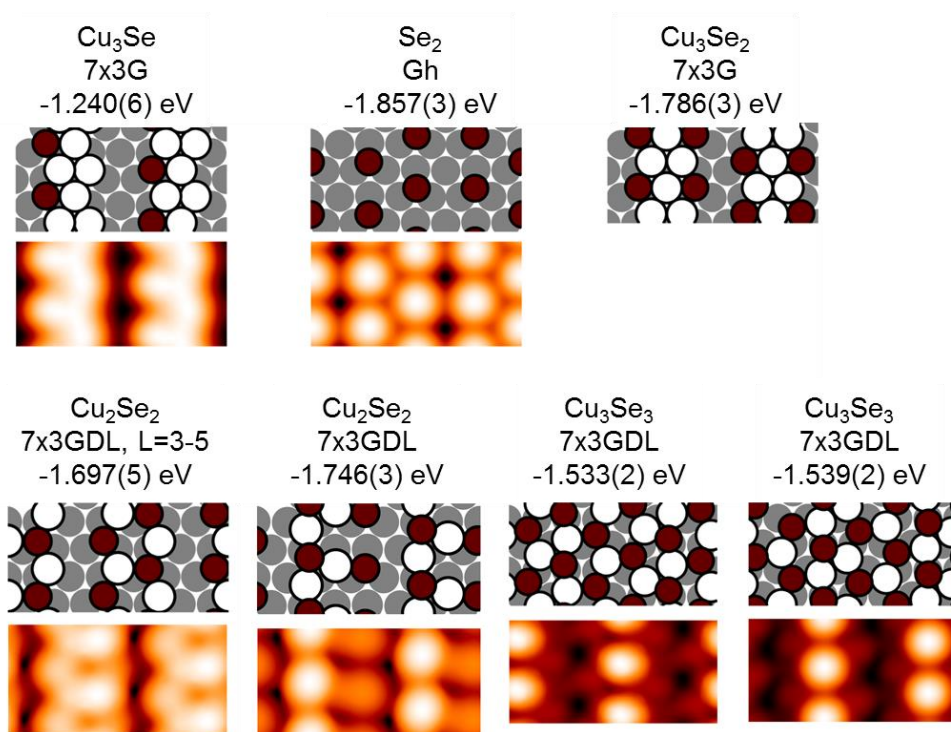 Cu₃Se
7x3G
-1.240(6) eV
Se₂
Gh
-1.857(3) eV
Cu₃Se₂
7x3G
-1.786(3) eV
Cu₂Se₂
7x3GDL, L=3-5
-1.697(5) eV
Cu₂Se₂
7x3GDL
-1.746(3) eV
Cu₃Se₃
7x3GDL
-1.533(2) eV
Cu₃Se₃
7x3GDL
-1.539(2) eV